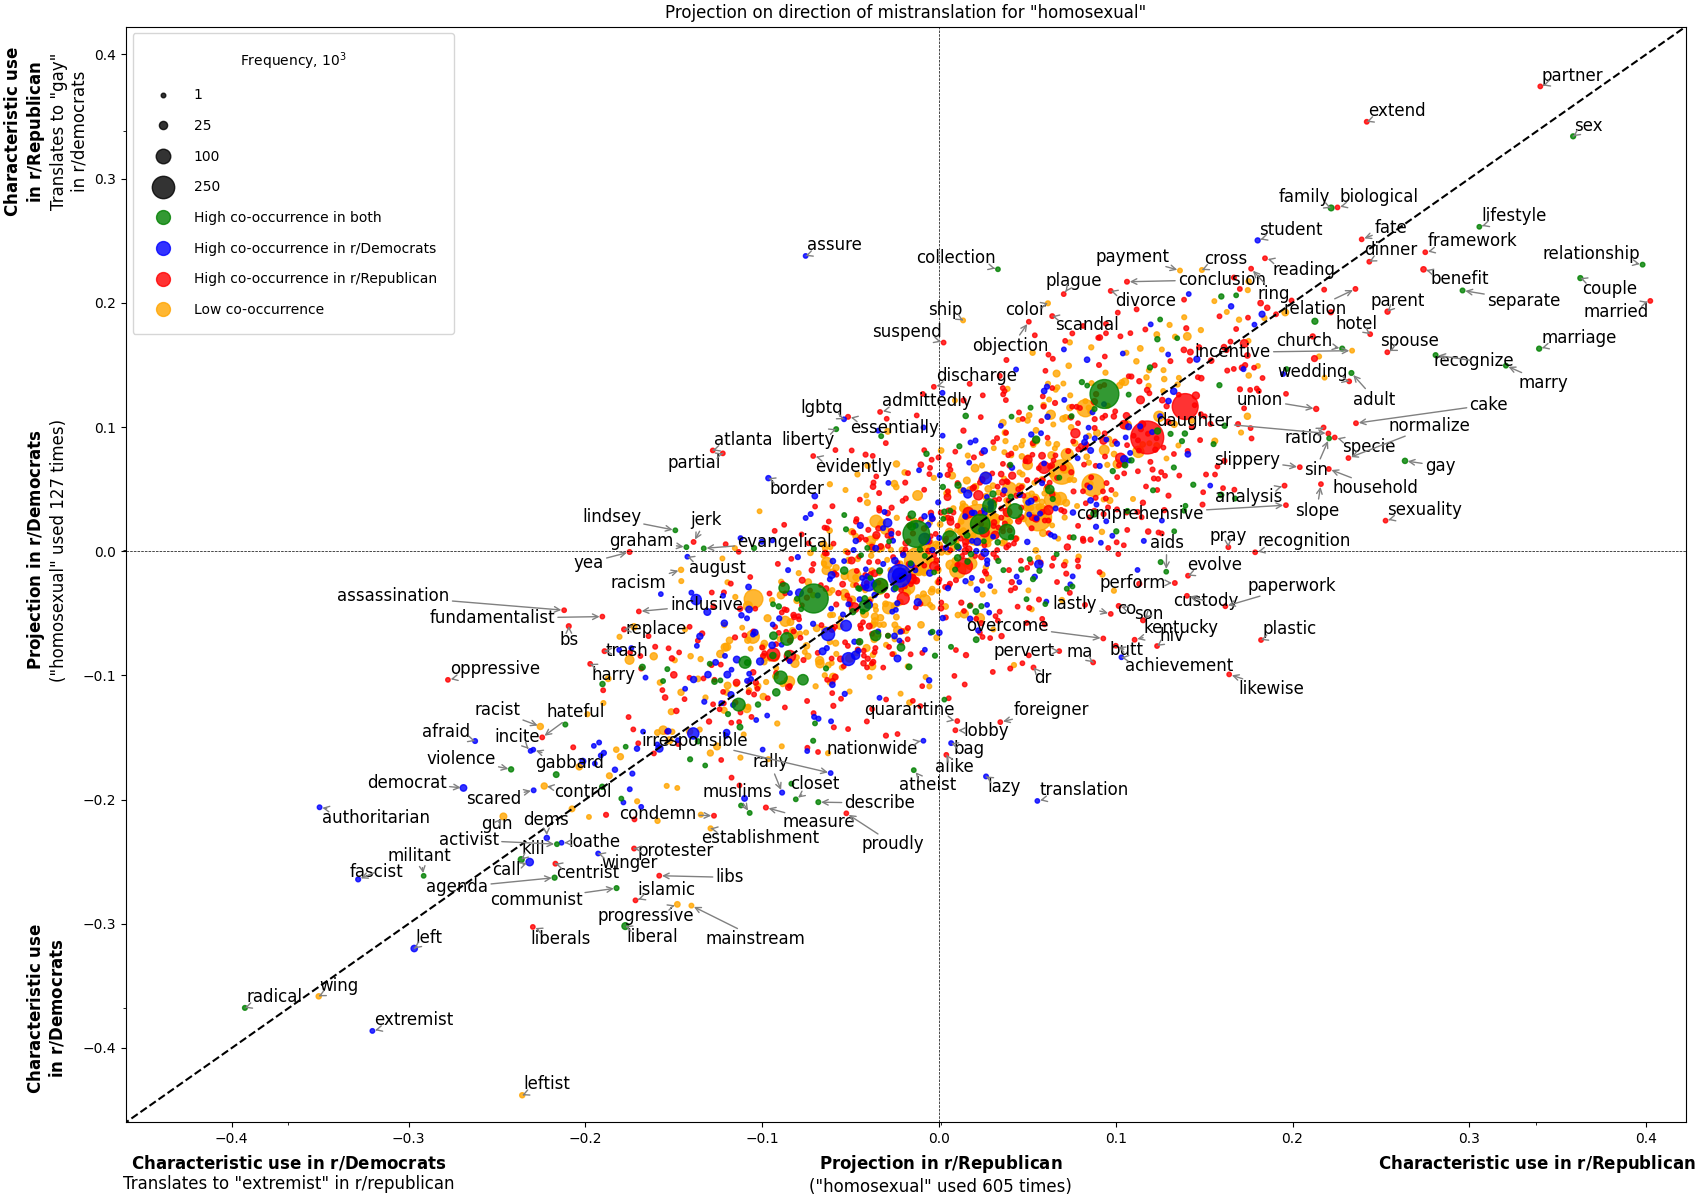 Projection on direction of mistranslation for "homosexual"
Characteristic use
in r/Republican
Translates to "gay"
in r/democrats
Projection in r/Democrats
("homosexual" used 127 times)
Characteristic use
in r/Democrats
0.4
0.3
0.2
0.1
0.0
−0.1
−0.2
−0.3
−0.4
Frequency, 10³
1
25
100
250
High co-occurrence in both
High co-occurrence in r/Democrats
High co-occurrence in r/Republican
Low co-occurrence
partner
extend
sex
family
biological
lifestyle
student
fate
assure
dinner
framework
collection
payment
cross
relationship
reading
plague
conclusion
benefit
couple
ring
divorce
separate
parent
ship
color
relation
married
scandal
hotel
suspend
objection
church
spouse
marriage
incentive
recognize
discharge
wedding
marry
lgbtq
admittedly
union
adult
cake
essentially
daughter
normalize
atlanta
liberty
ratio
specie
partial
evidently
slippery
sin
gay
border
analysis
household
lindsey
jerk
comprehensive
slope
sexuality
graham
evangelical
pray
recognition
yea
august
aids
evolve
racism
perform
paperwork
assassination
inclusive
lastly
co
custody
fundamentalist
son
bs
replace
overcome
kentucky
hiv
plastic
trash
pervert
ma
butt
oppressive
harry
dr
achievement
likewise
racist
hateful
quarantine
foreigner
afraid
incite
irresponsible
lobby
violence
gabbard
nationwide
bag
rally
alike
democrat
control
closet
atheist
lazy
translation
scared
muslims
describe
authoritarian
gun
dems
condemn
measure
activist
loathe
establishment
proudly
militant
kill
protester
fascist
call
centrist
winger
agenda
libs
communist
islamic
progressive
left
liberals
liberal
mainstream
radical
wing
extremist
leftist
−0.4
−0.3
−0.2
−0.1
0.0
0.1
0.2
0.3
0.4
Characteristic use in r/Democrats
Translates to "extremist" in r/republican
Projection in r/Republican
("homosexual" used 605 times)
Characteristic use in r/Republican